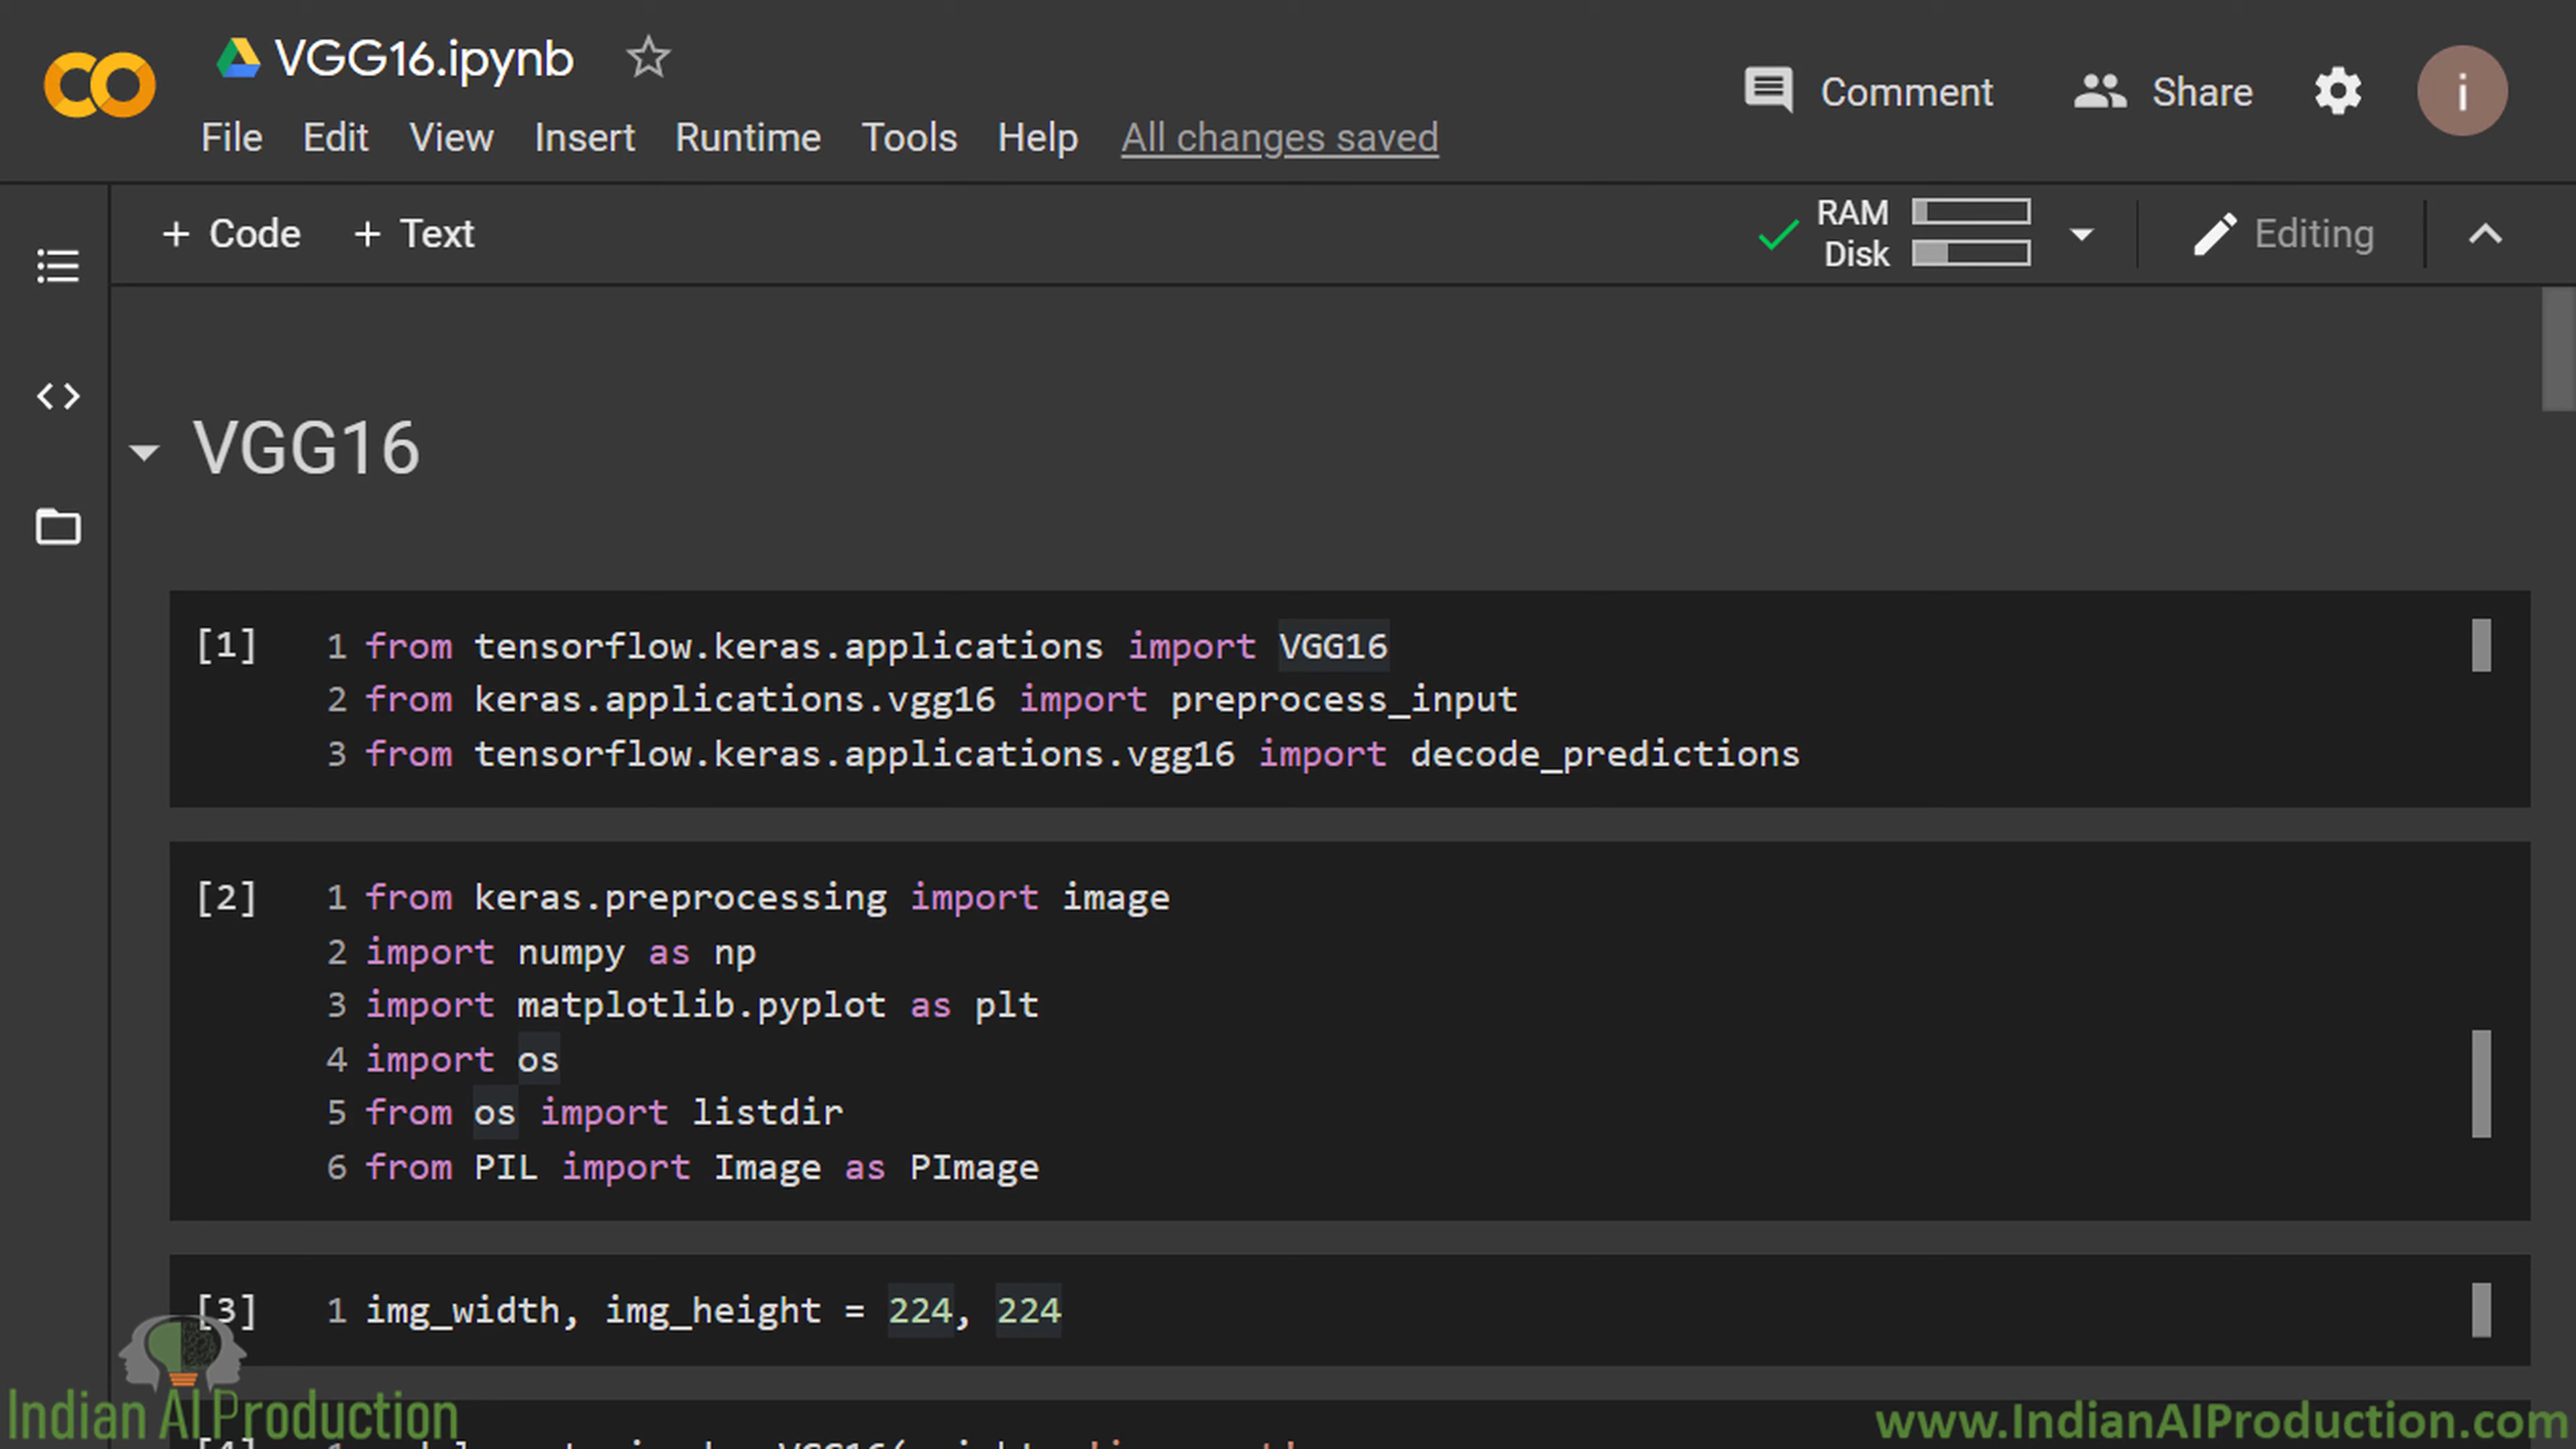 VGG16.ipynb
File Edit View Insert Runtime Tools Help All changes saved
Comment Share i
+ Code + Text
RAM
Disk
Editing
VGG16
[1]
1 from tensorflow.keras.applications import VGG16
2 from keras.applications.vgg16 import preprocess_input
3 from tensorflow.keras.applications.vgg16 import decode_predictions
[2]
1 from keras.preprocessing import image
2 import numpy as np
3 import matplotlib.pyplot as plt
4 import os
5 from os import listdir
6 from PIL import Image as PImage
[3]
1 img_width, img_height = 224, 224
Indian AI Production
www.IndianAIProduction.com